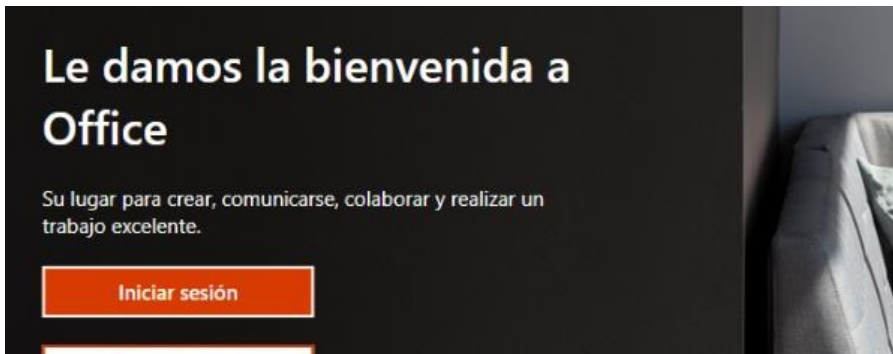 Le damos la bienvenida a
Office
Su lugar para crear, comunicarse, colaborar y realizar un
trabajo excelente.
Iniciar sesión